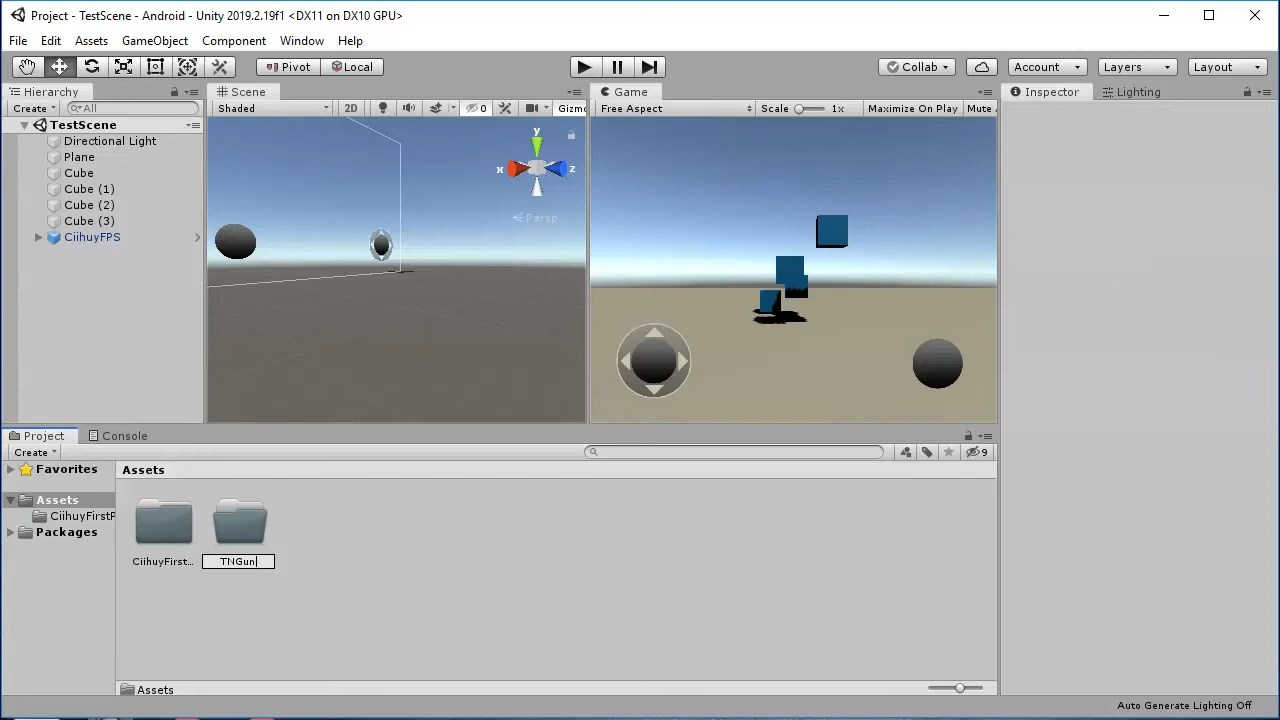 Project - TestScene - Android - Unity 2019.2.19f1 <DX11 on DX10 GPU>
File Edit Assets GameObject Component Window Help
Pivot Local Collab Account Layers Layout
Hierarchy
Create All
TestScene
Directional Light
Plane
Cube
Cube (1)
Cube (2)
Cube (3)
CiihuyFPS
Scene
Shaded 2D 0 Gizmo
y
x z
Persp
Game
Free Aspect Scale 1x Maximize On Play Mute
Inspector Lighting
Project Console
Create 9
Favorites
Assets
CiihuyFirstP
Packages
Assets
CiihuyFirst... TNGun
Assets
Auto Generate Lighting Off